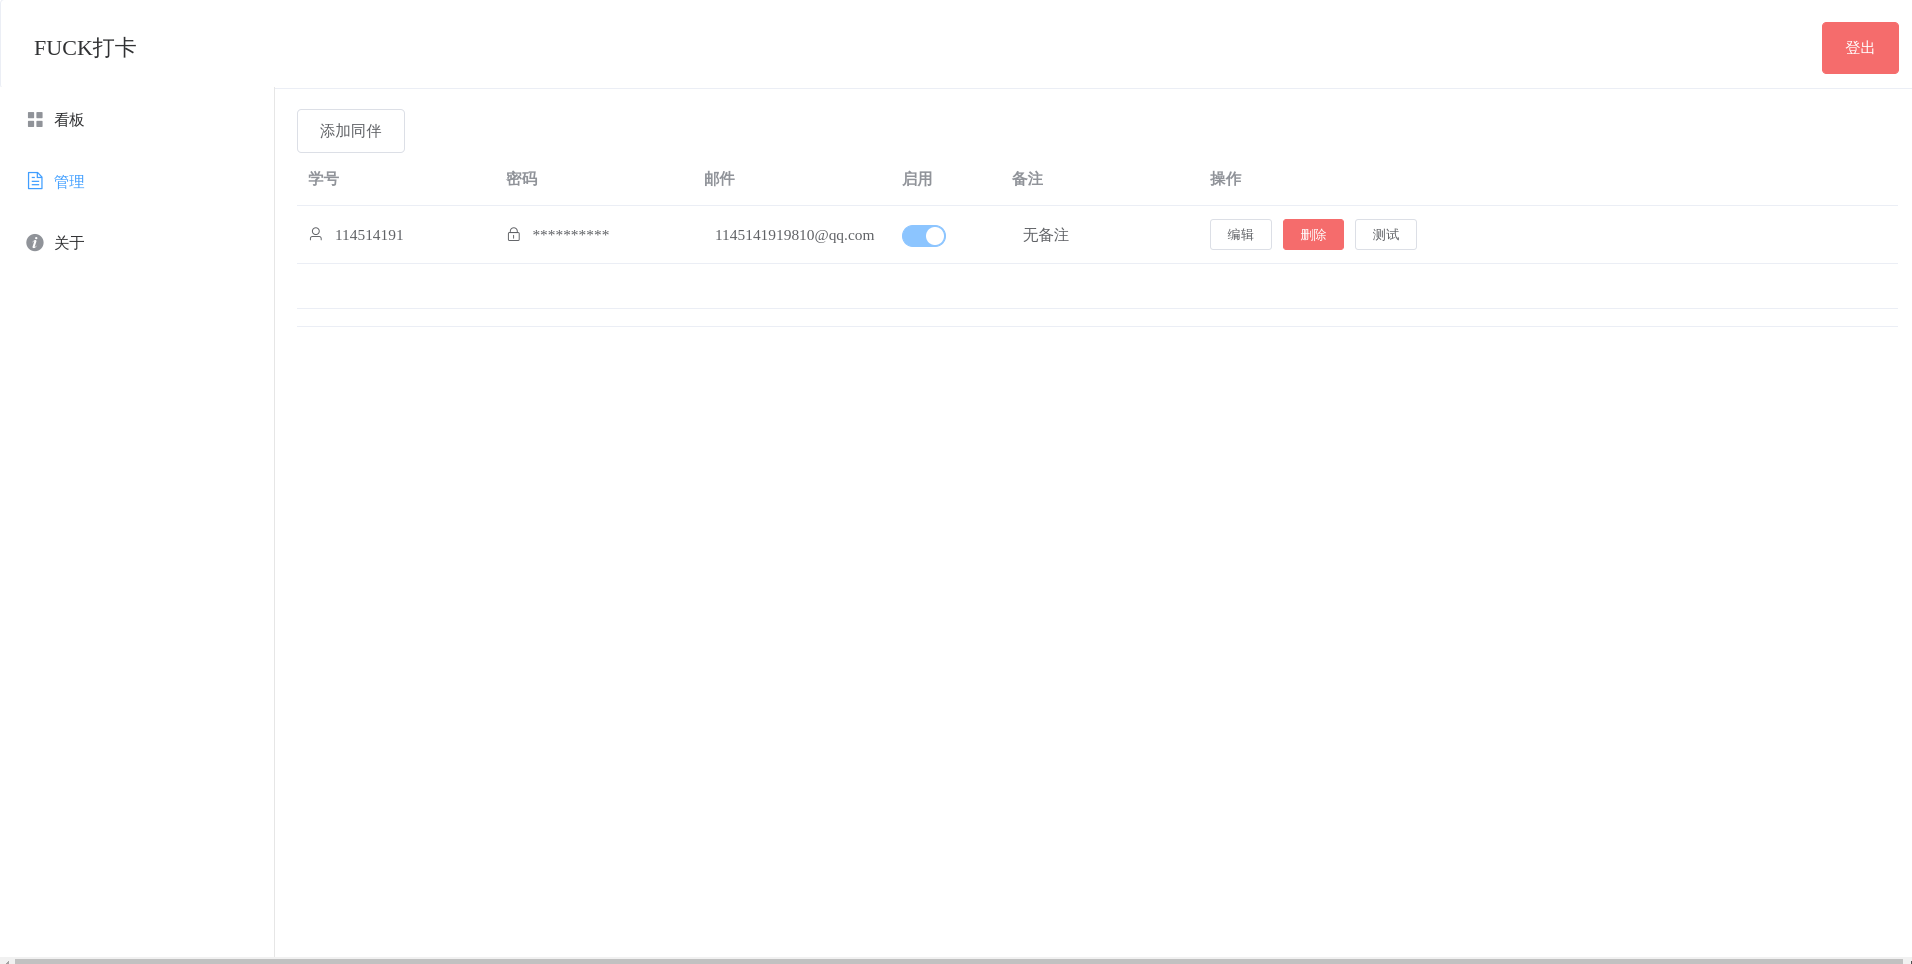 FUCK打卡
登出
看板
管理
关于
添加同伴
学号 密码 邮件 启用 备注 操作
114514191 ********** 1145141919810@qq.com 无备注 编辑 删除 测试